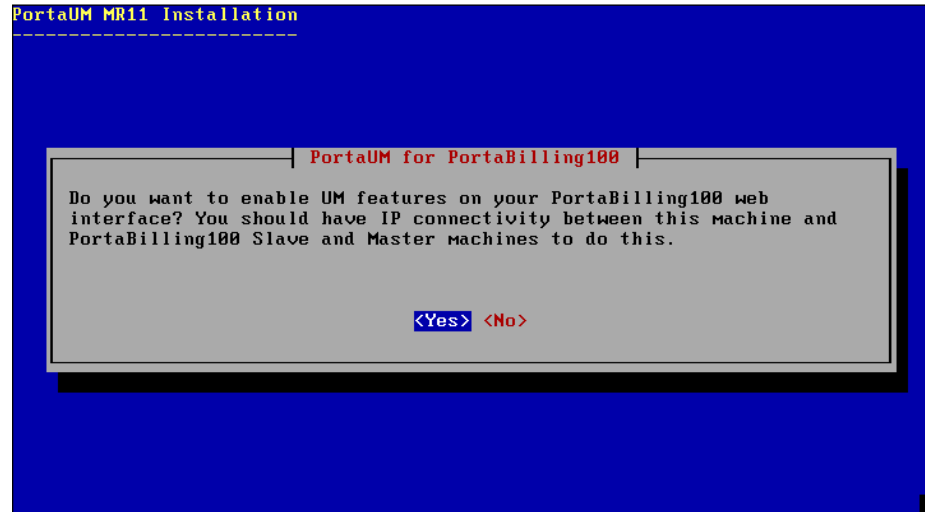 PortaUM MR11 Installation
--------------------------
PortaUM for PortaBilling100
Do you want to enable UM features on your PortaBilling100 web
interface? You should have IP connectivity between this machine and
PortaBilling100 Slave and Master machines to do this.
<Yes> <No>